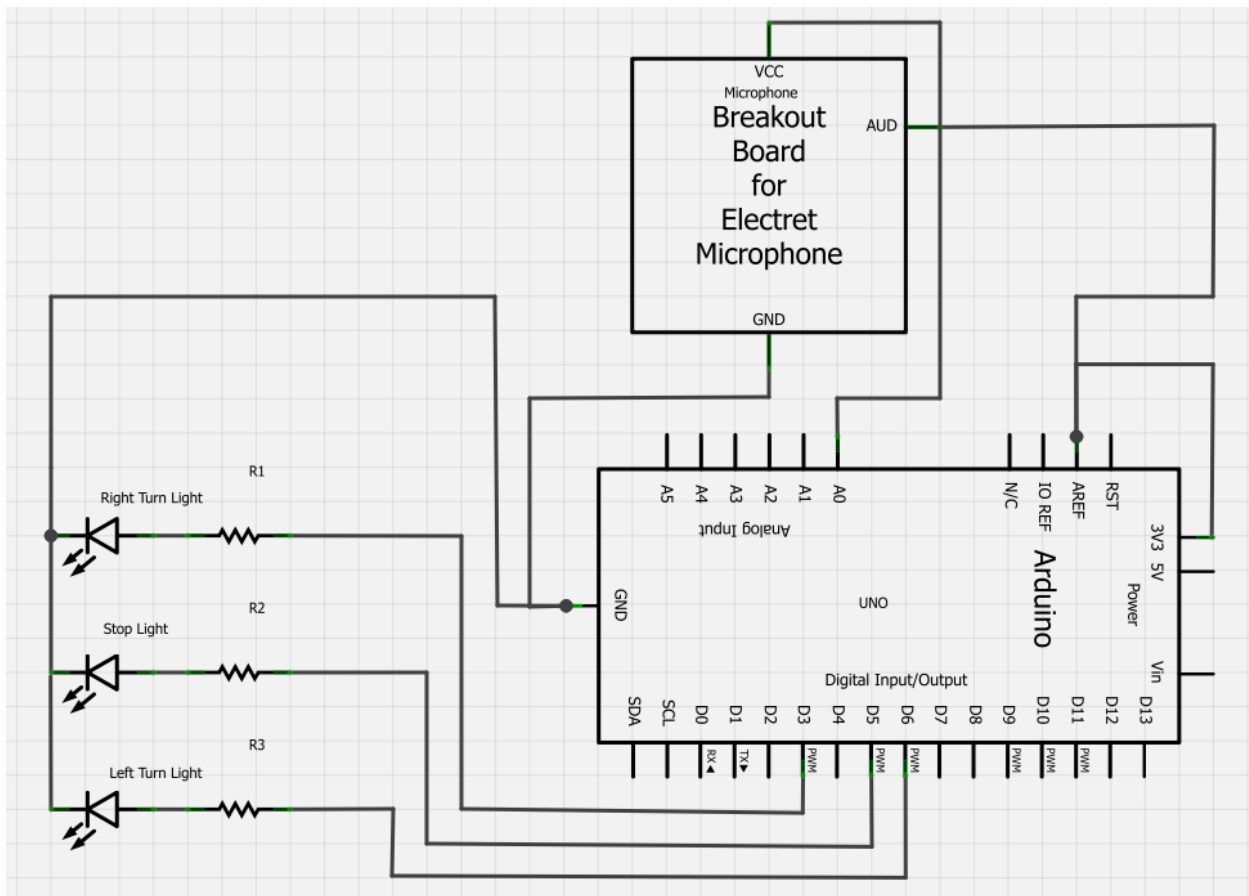 VCC
Microphone
Breakout
Board
for
Electret
Microphone
AUD
GND
R1
Right Turn Light
R2
Stop Light
R3
Left Turn Light
A5
A4
A3
A2
A1
A0
N/C
IO REF
AREF
RST
Analog Input
3V3
5V
Power
Vin
Arduino
GND
UNO
Digital Input/Output
SDA
SCL
D0
D1
D2
D3
D4
D5
D6
D7
D8
D9
D10
D11
D12
D13
RX
TX
PWM
PWM
PWM
PWM
PWM
PWM